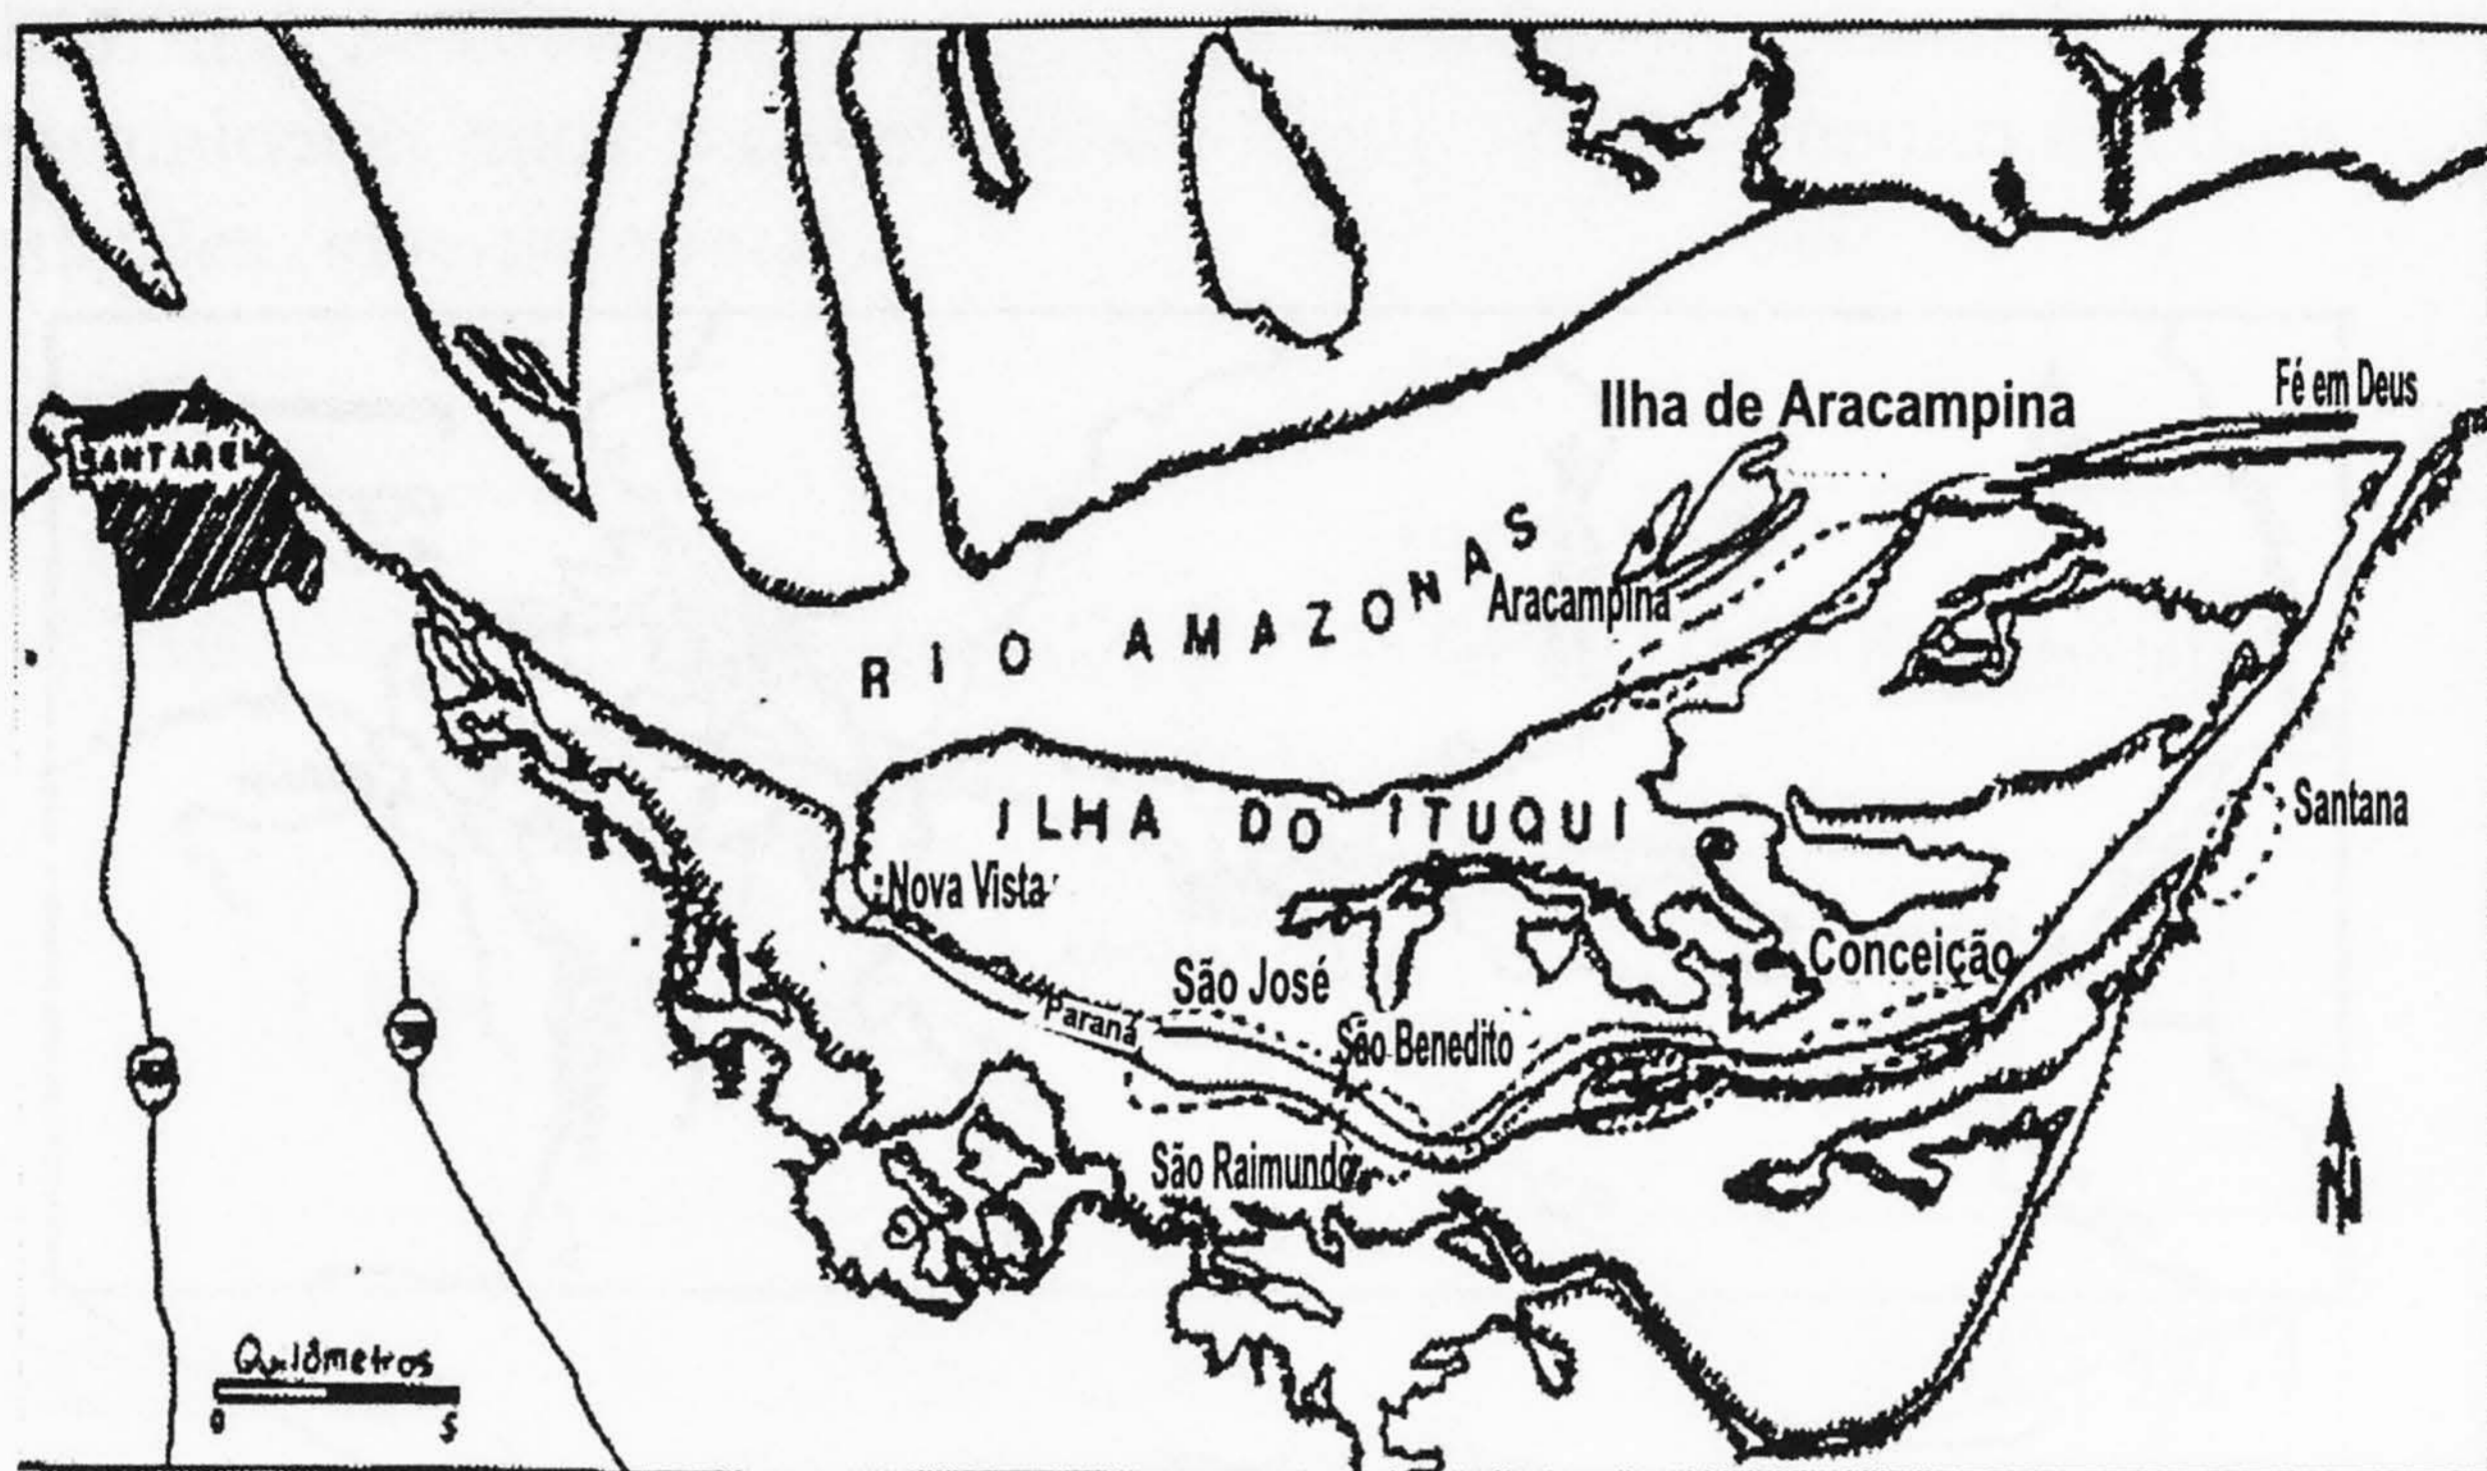 Fé em Deus
Ilha de Aracampina
SANTAREM
RIO AMAZONAS
Aracampina
Santana
ILHA DO ITUQUI
Nova Vista
Conceição
São José
Paraná
São Benedito
São Raimundo
N
Quilômetros
0 5